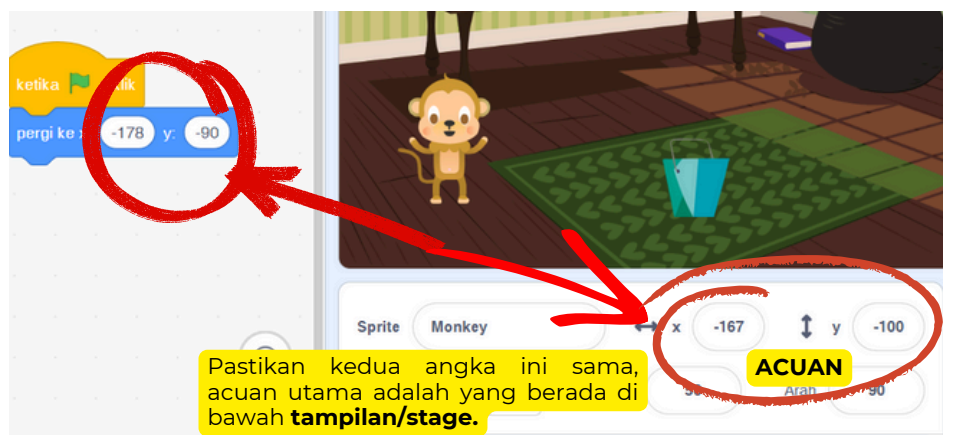 ketika klik
pergi ke x: -178 y: -90
Sprite Monkey x -167 y -100
ACUAN
Arah 90
Pastikan kedua angka ini sama,
acuan utama adalah yang berada di
bawah tampilan/stage.